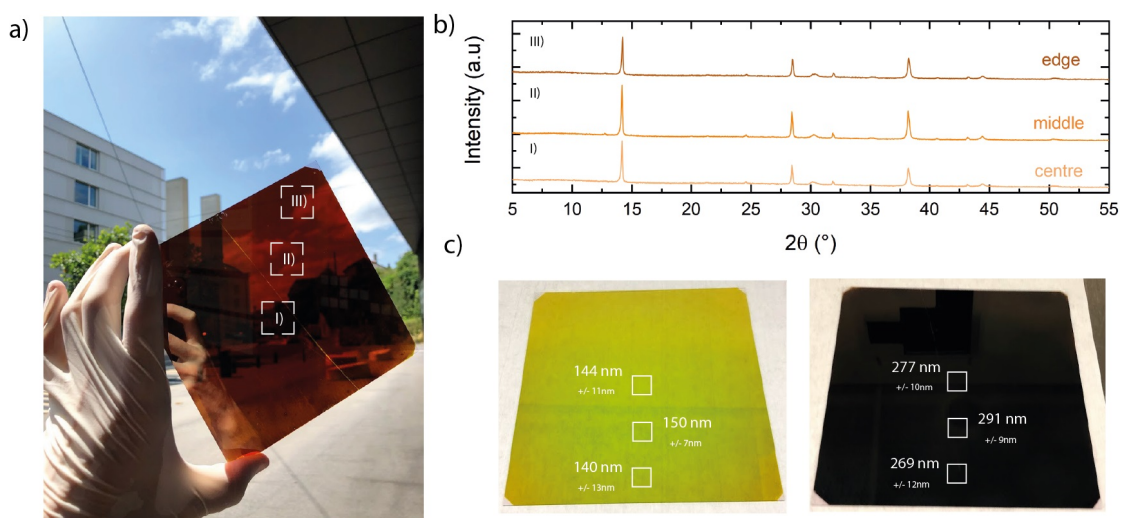 a)
III)
II)
I)
b)
Intensity (a.u)
III)
edge
II)
middle
I)
centre
5 10 15 20 25 30 35 40 45 50 55
2θ (°)
c)
144 nm
+/- 11nm
150 nm
+/- 7nm
140 nm
+/- 13nm
277 nm
+/- 10nm
291 nm
+/- 9nm
269 nm
+/- 12nm